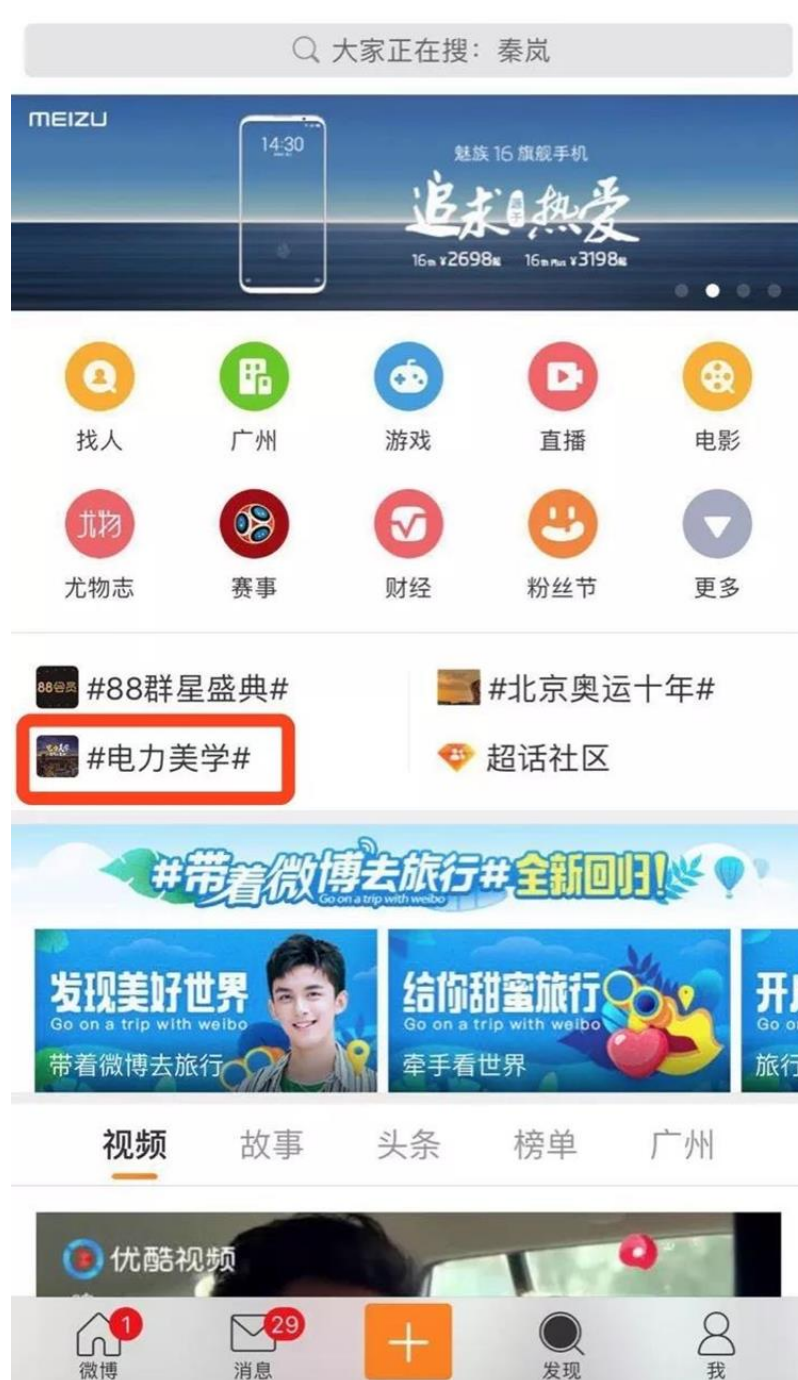 大家正在搜：秦岚
MEIZU
14:30
魅族 16 旗舰手机
追求源于热爱
16th ¥2698起 16th Plus ¥3198起
找人 广州 游戏 直播 电影
尤物
尤物志 赛事 财经 粉丝节 更多
88会员 #88群星盛典# #北京奥运十年#
#电力美学# 超话社区
#带着微博去旅行#全新回归!
Go on a trip with weibo
发现美好世界 给你甜蜜旅行
Go on a trip with weibo Go on a trip with weibo Go o
带着微博去旅行 牵手看世界 旅行
视频 故事 头条 榜单 广州
优酷视频
1 29
微博 消息 发现 我